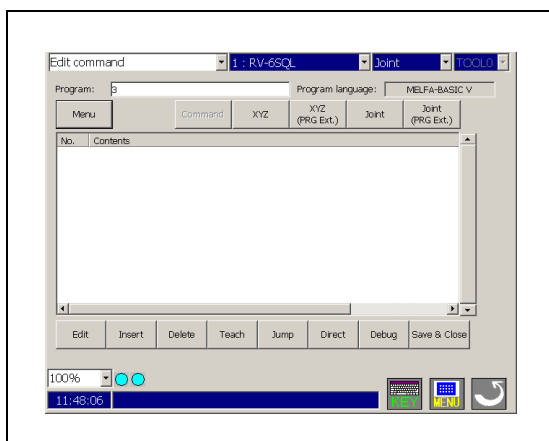 Edit command 1 : RV-6SQL Joint TOOL0
Program: 3 Program language: MELFA-BASIC V
Menu Command XYZ XYZ (PRG Ext.) Joint Joint (PRG Ext.)
No. Contents
Edit Insert Delete Teach Jump Direct Debug Save & Close
100%
11:48:06 KEY MENU